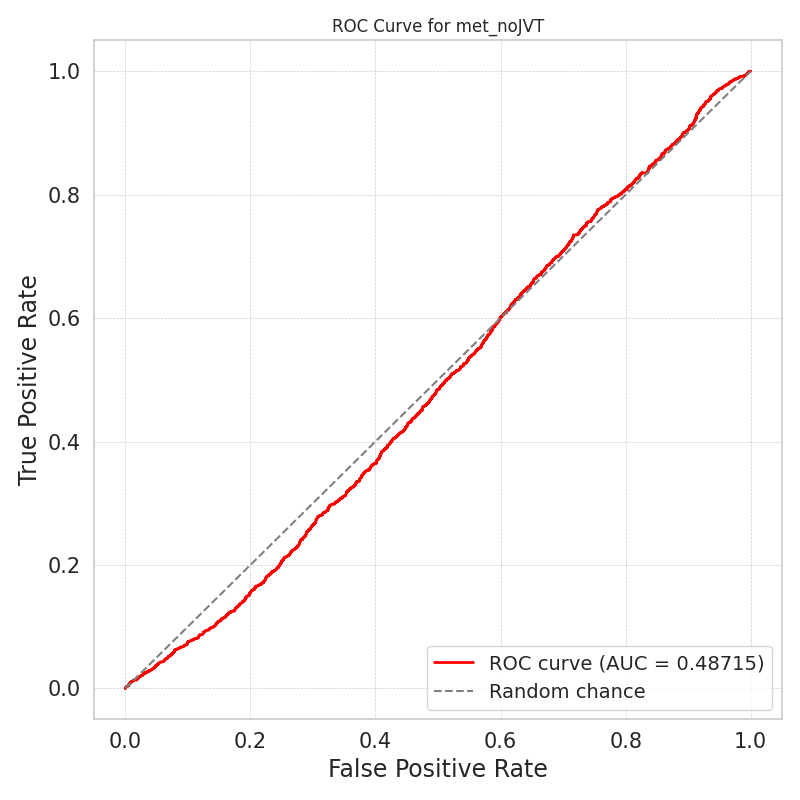 ROC Curve for met_noJVT
1.0
0.8
0.6
0.4
0.2
0.0
True Positive Rate
ROC curve (AUC = 0.48715)
Random chance
0.0 0.2 0.4 0.6 0.8 1.0
False Positive Rate